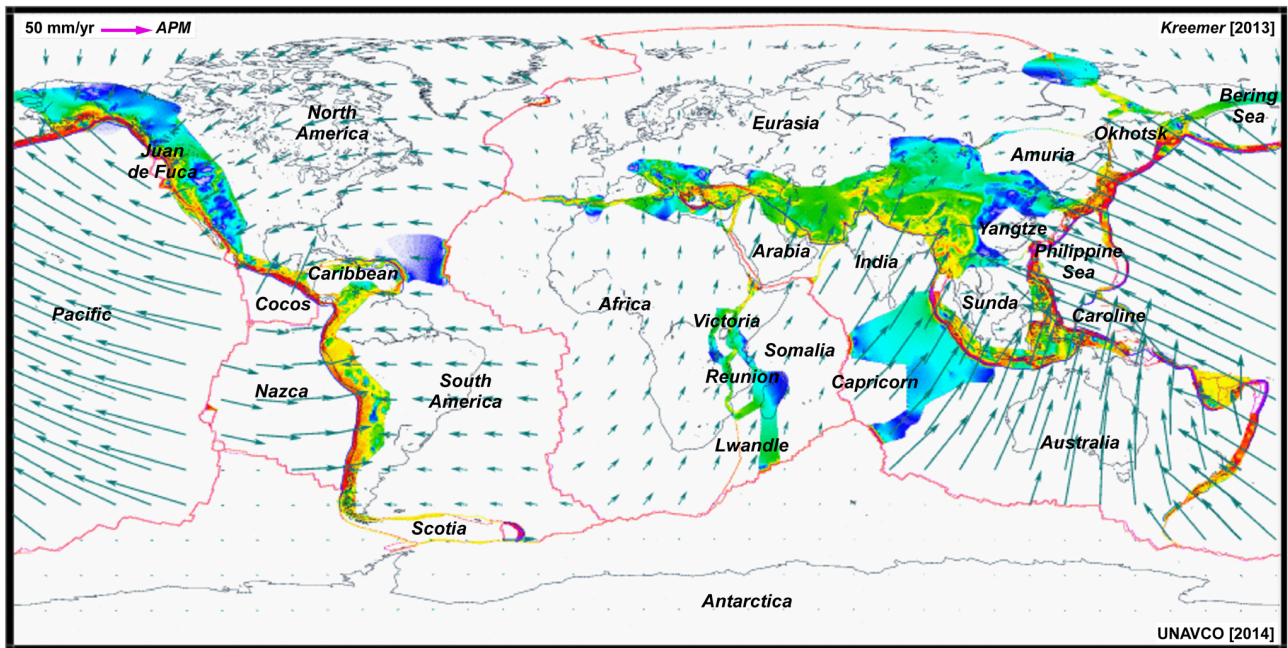 50 mm/yr APM
Kreemer [2013]
North
America
Eurasia
Bering
Sea
Okhotsk
Juan
de Fuca
Amuria
Yangtze
Arabia
India
Philippine
Sea
Caribbean
Cocos
Africa
Sunda
Pacific
Victoria
Caroline
Somalia
Reunion
Capricorn
Nazca
South
America
Lwandle
Australia
Scotia
Antarctica
UNAVCO [2014]